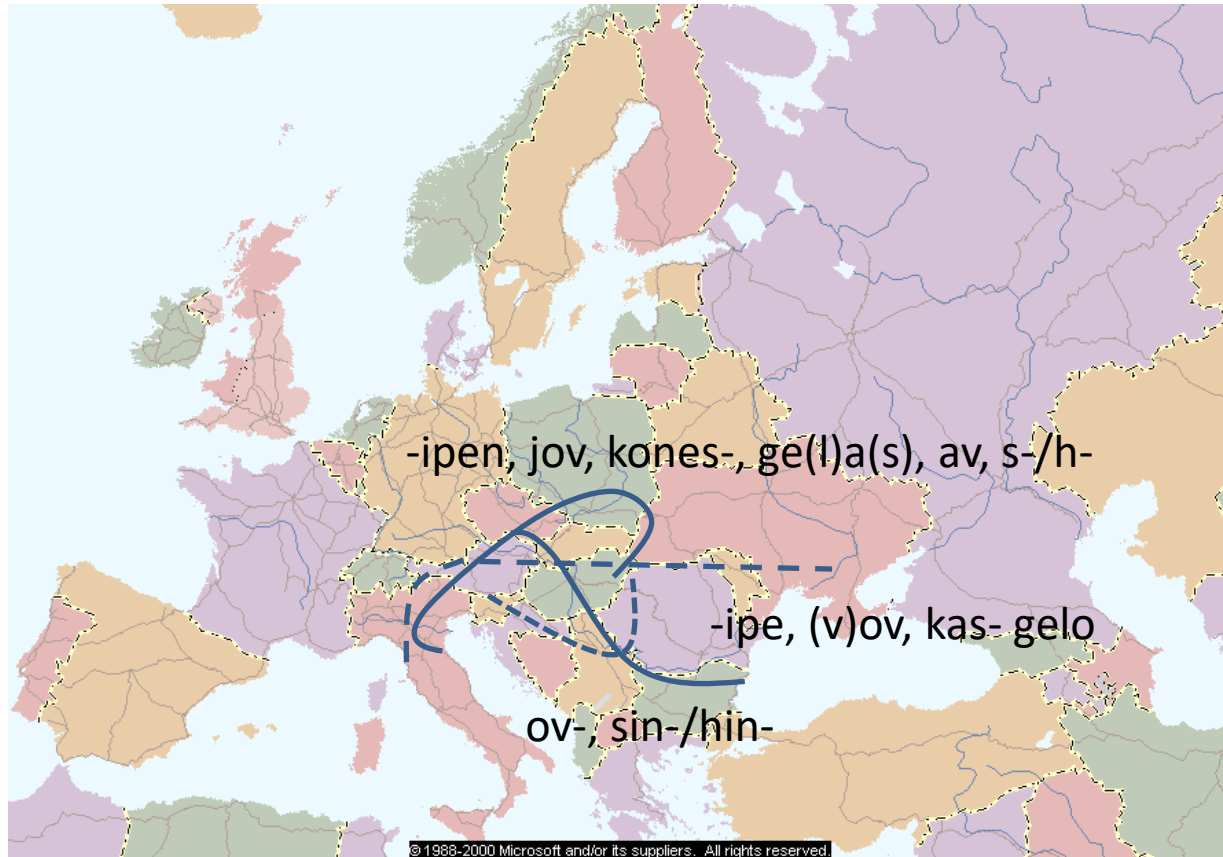 -ipen, jov, kones-, ge(l)a(s), av, s-/h-
-ipe, (v)ov, kas- gelo
ov-, sin-/hin-
© 1988-2000 Microsoft and/or its suppliers. All rights reserved.